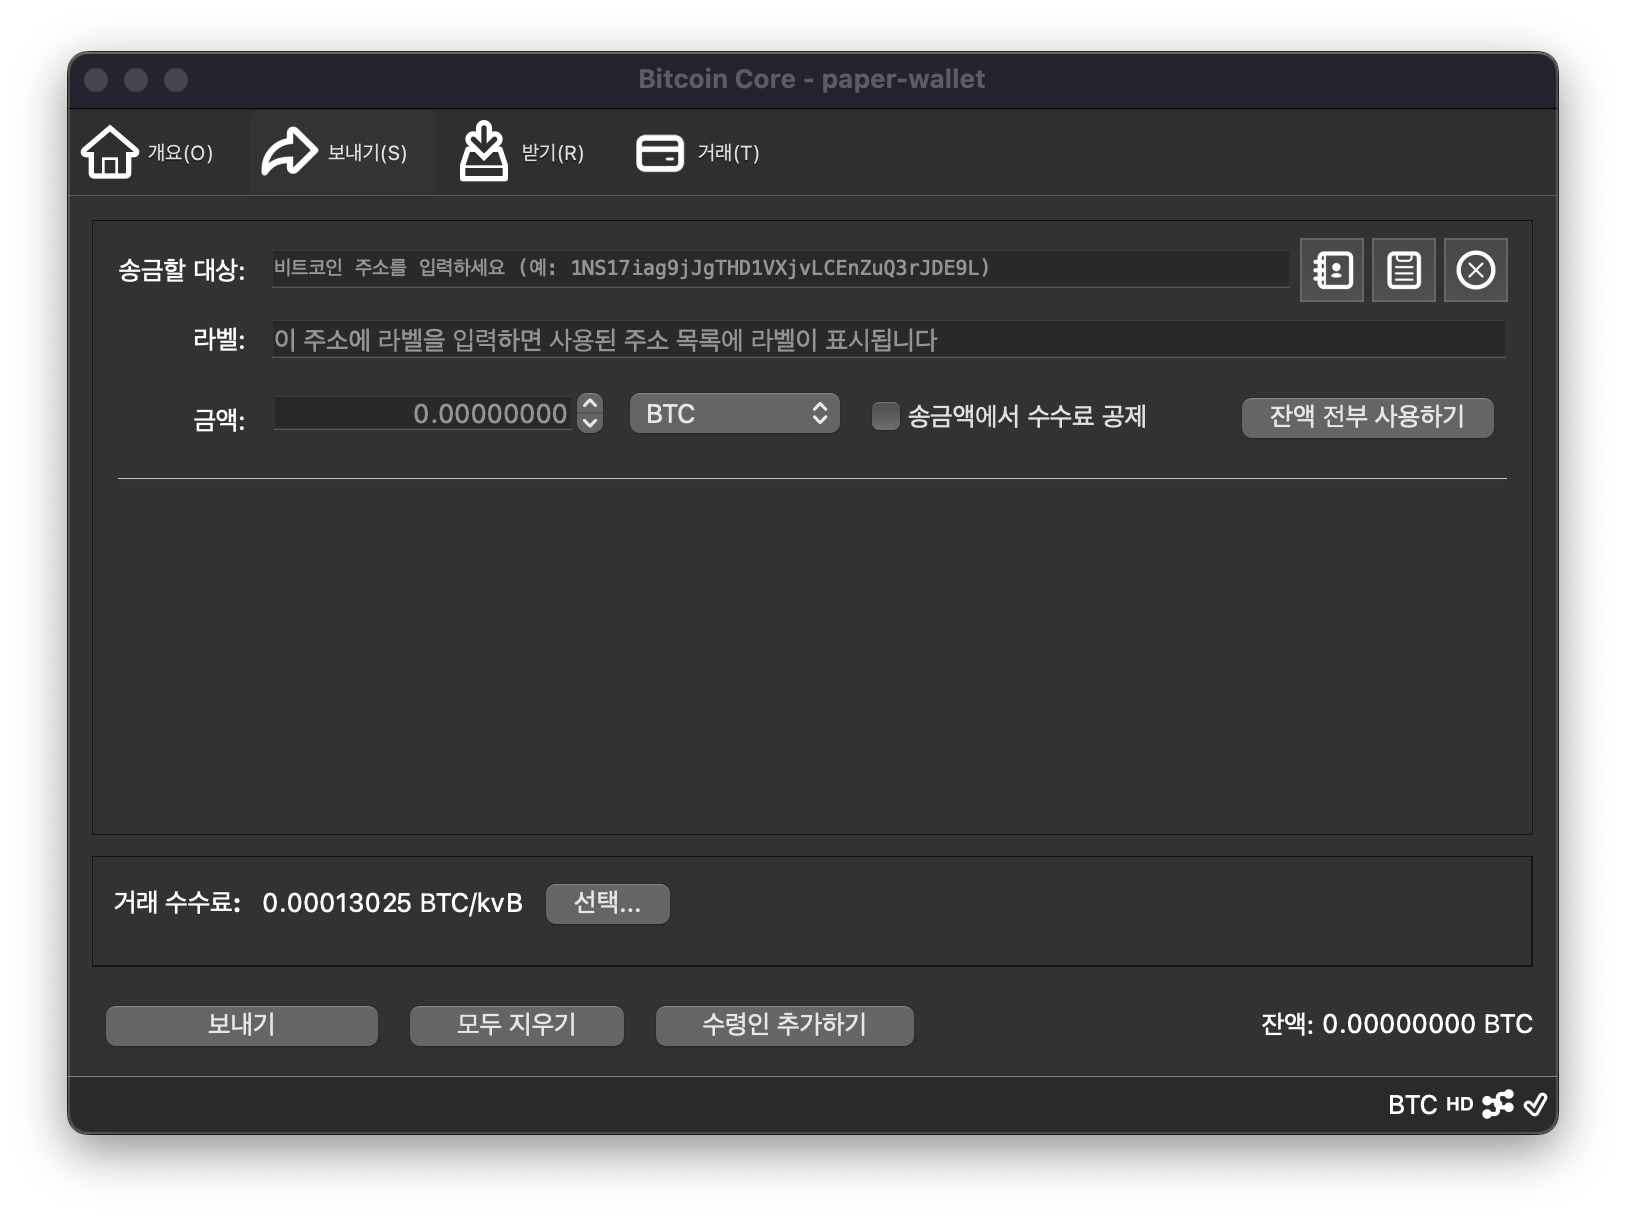 Bitcoin Core - paper-wallet
개요(O) 보내기(S) 받기(R) 거래(T)
송금할 대상: 비트코인 주소를 입력하세요 (예: 1NS17iag9jJgTHD1VXjvLCEnZuQ3rJDE9L)
라벨: 이 주소에 라벨을 입력하면 사용된 주소 목록에 라벨이 표시됩니다
금액: 0.00000000 BTC 송금액에서 수수료 공제 잔액 전부 사용하기
거래 수수료: 0.00013025 BTC/kvB 선택...
보내기 모두 지우기 수령인 추가하기 잔액: 0.00000000 BTC
BTC HD